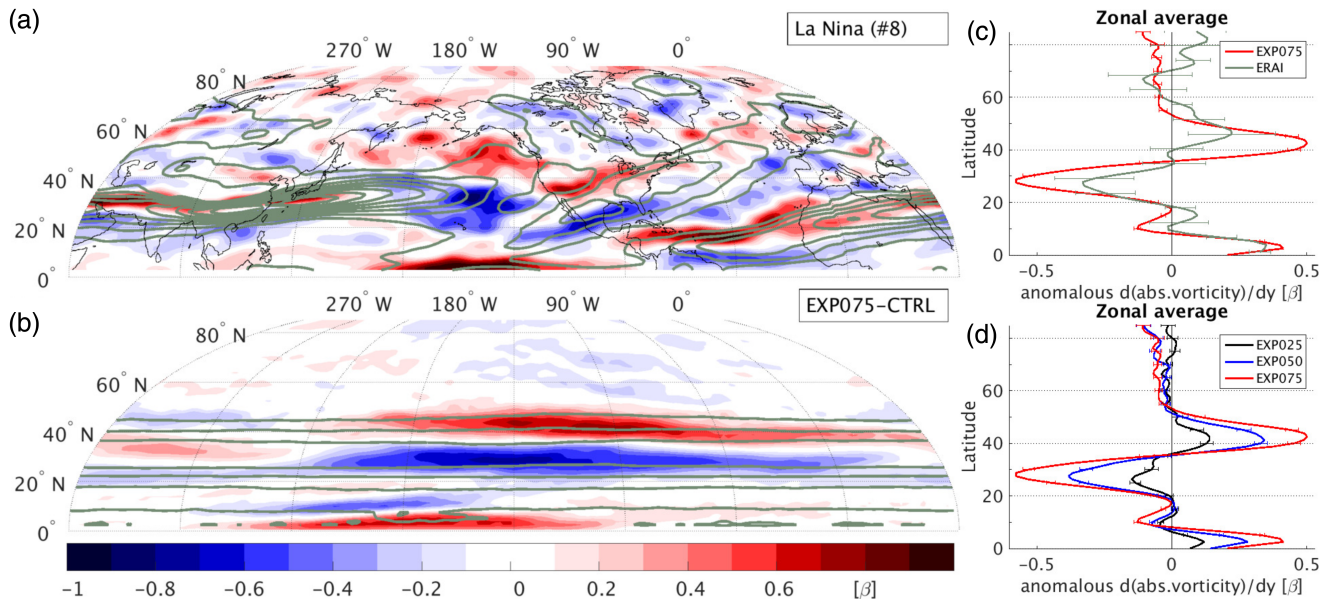 (a)
La Nina (#8)
270° W 180° W 90° W 0°
80° N
60° N
40° N
20° N
0°
(b)
EXP075-CTRL
270° W 180° W 90° W 0°
80° N
60° N
40° N
20° N
0°
-1 -0.8 -0.6 -0.4 -0.2 0 0.2 0.4 0.6 [β]
(c)
Zonal average
EXP075
ERAI
Latitude
60
40
20
0
-0.5 0 0.5
anomalous d(abs.vorticity)/dy [β]
(d)
Zonal average
EXP025
EXP050
EXP075
Latitude
60
40
20
0
-0.5 0 0.5
anomalous d(abs.vorticity)/dy [β]